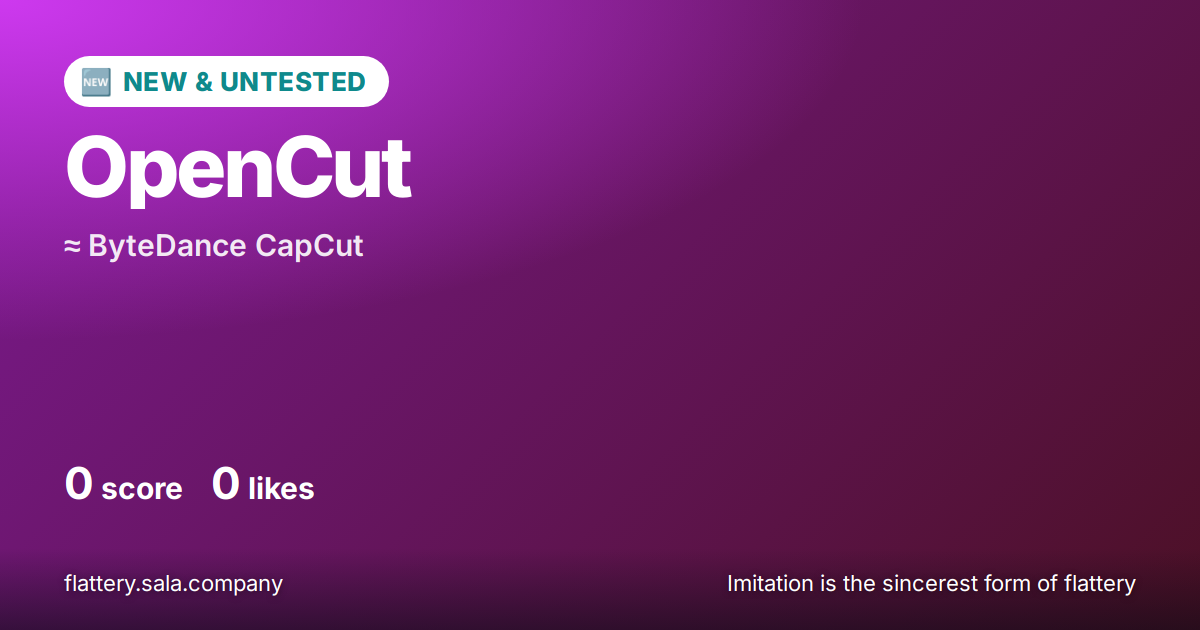 🆕 NEW & UNTESTED
OpenCut
≈ ByteDance CapCut
0 score 0 likes
flattery.sala.company
Imitation is the sincerest form of flattery